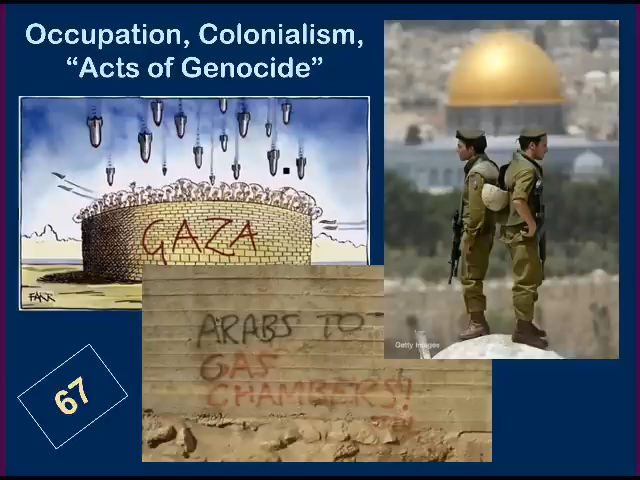 Occupation, Colonialism,
“Acts of Genocide”
GAZA
FARR
Getty Images
ARABS TO
GAS
CHAMBERS!
67